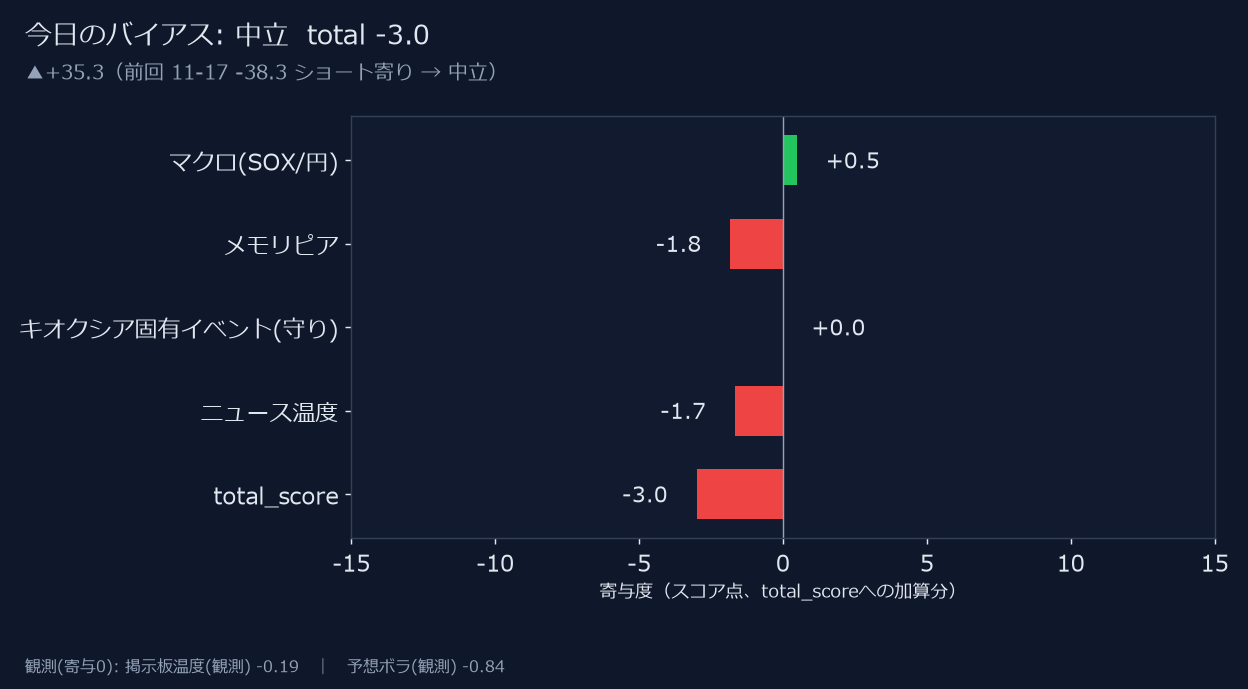 今日のバイアス: 中立 total -3.0
▲+35.3（前回 11-17 -38.3 ショート寄り → 中立）
マクロ(SOX/円)
+0.5
メモリピア
-1.8
キオクシア固有イベント(守り)
+0.0
ニュース温度
-1.7
total_score
-3.0
-15 -10 -5 0 5 10 15
寄与度（スコア点、total_scoreへの加算分）
観測(寄与0): 掲示板温度(観測) -0.19 | 予想ボラ(観測) -0.84